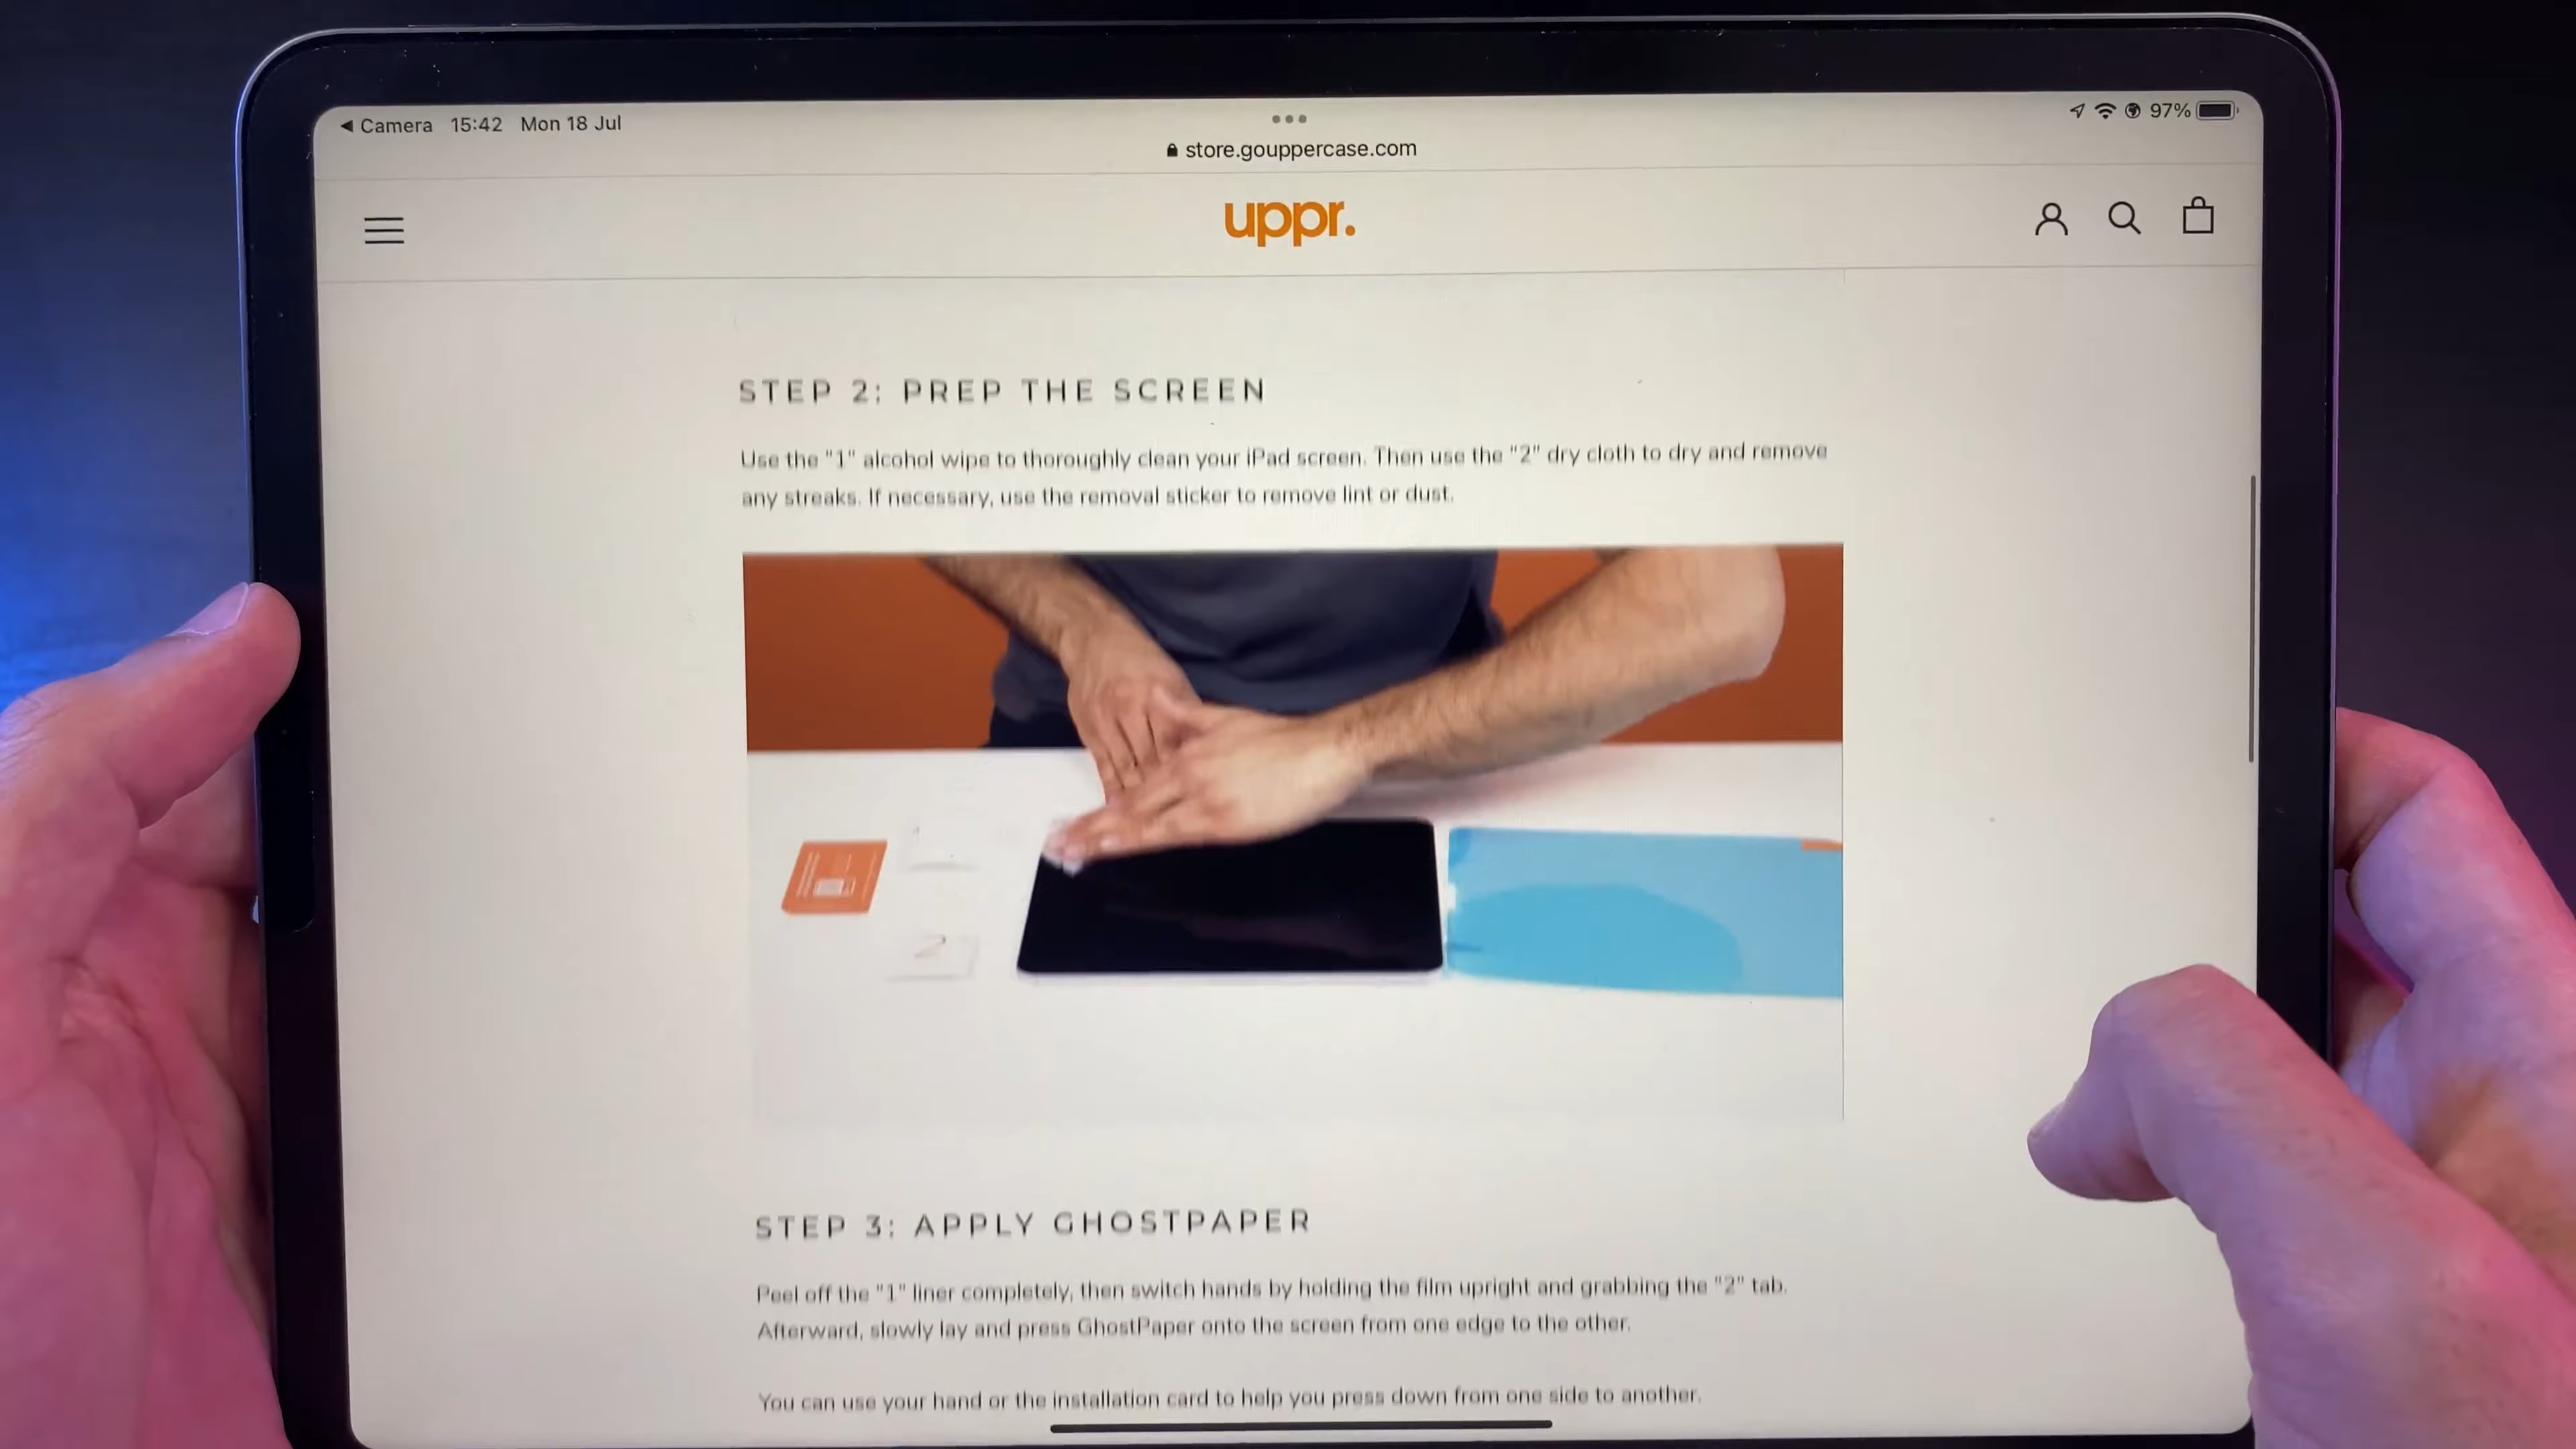 Camera 15:42 Mon 18 Jul
97%
store.gouppercase.com
uppr.
STEP 2: PREP THE SCREEN
Use the "1" alcohol wipe to thoroughly clean your iPad screen. Then use the "2" dry cloth to dry and remove
any streaks. If necessary, use the removal sticker to remove lint or dust.
2
STEP 3: APPLY GHOSTPAPER
Peel off the "1" liner completely, then switch hands by holding the film upright and grabbing the "2" tab.
Afterward, slowly lay and press GhostPaper onto the screen from one edge to the other.
You can use your hand or the installation card to help you press down from one side to another.